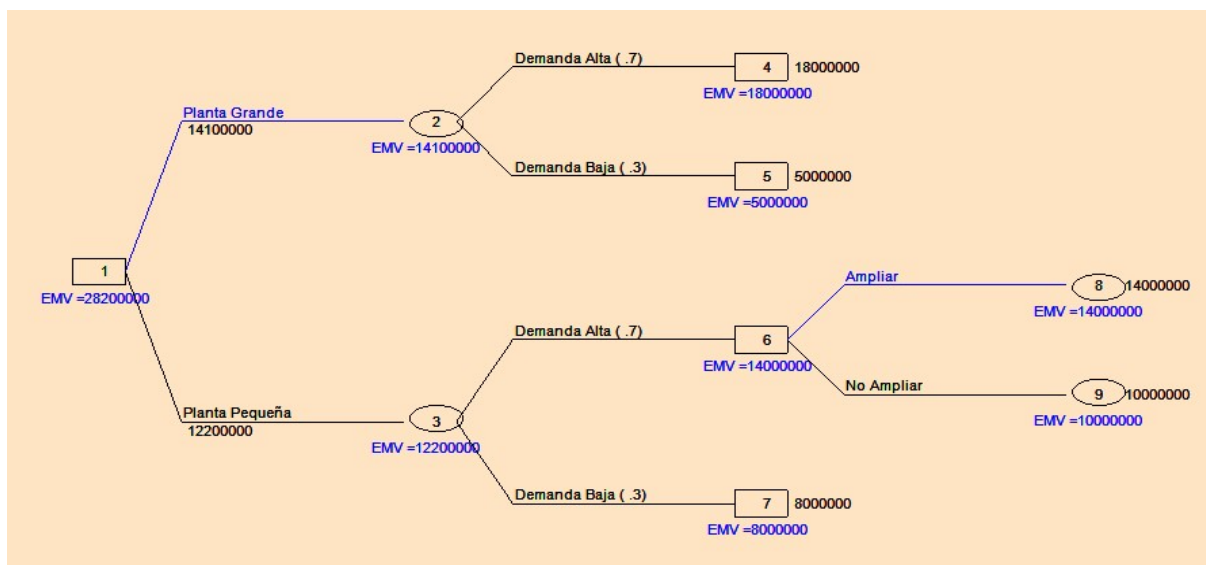 Demanda Alta ( .7)
4 18000000
EMV =18000000
Planta Grande
14100000
2
EMV =14100000
Demanda Baja ( .3)
5 5000000
EMV =5000000
1
EMV =28200000
Ampliar
8 14000000
EMV =14000000
Demanda Alta ( .7)
6
EMV =14000000
No Ampliar
9 10000000
EMV =10000000
Planta Pequeña
12200000
3
EMV =12200000
Demanda Baja ( .3)
7 8000000
EMV =8000000